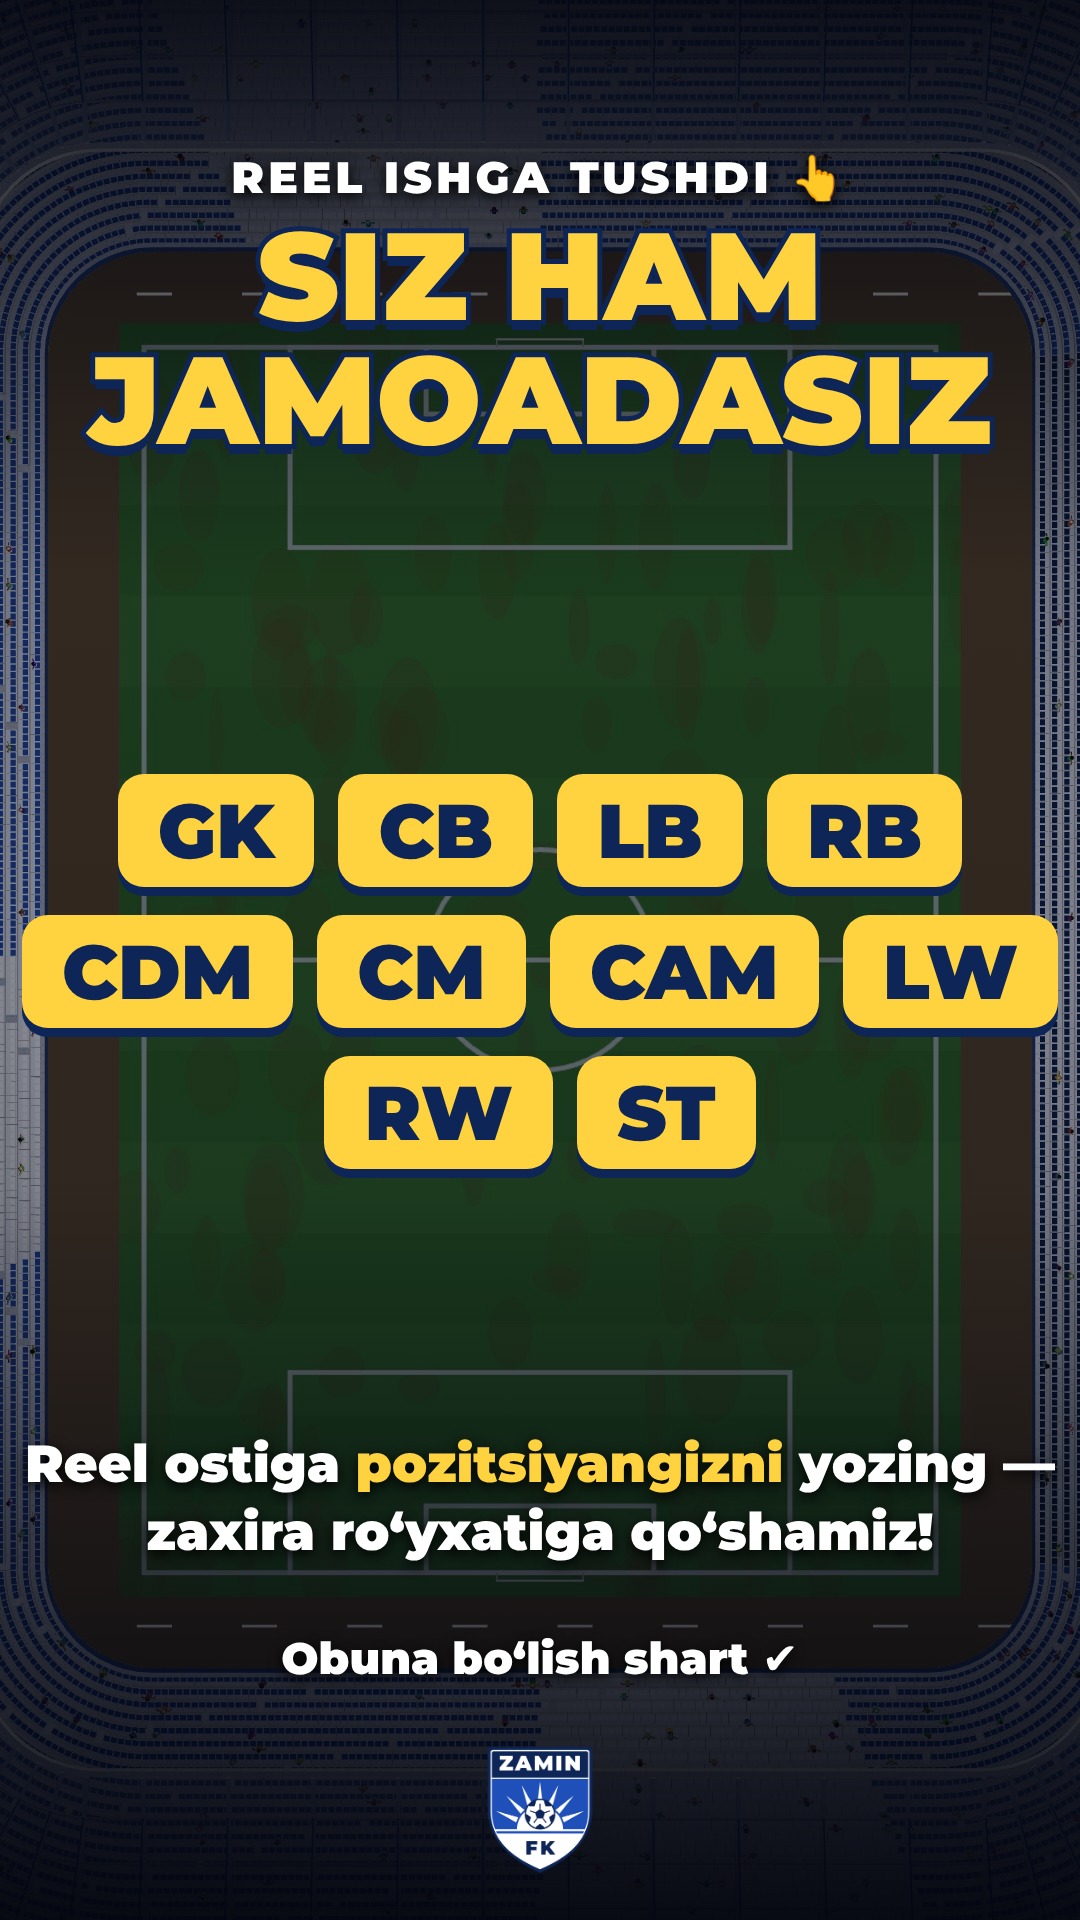 REEL ISHGA TUSHDI 👆
SIZ HAM
JAMOADASIZ
GK CB LB RB
CDM CM CAM LW
RW ST
Reel ostiga pozitsiyangizni yozing —
zaxira ro‘yxatiga qo‘shamiz!
Obuna bo‘lish shart ✔
ZAMIN
FK